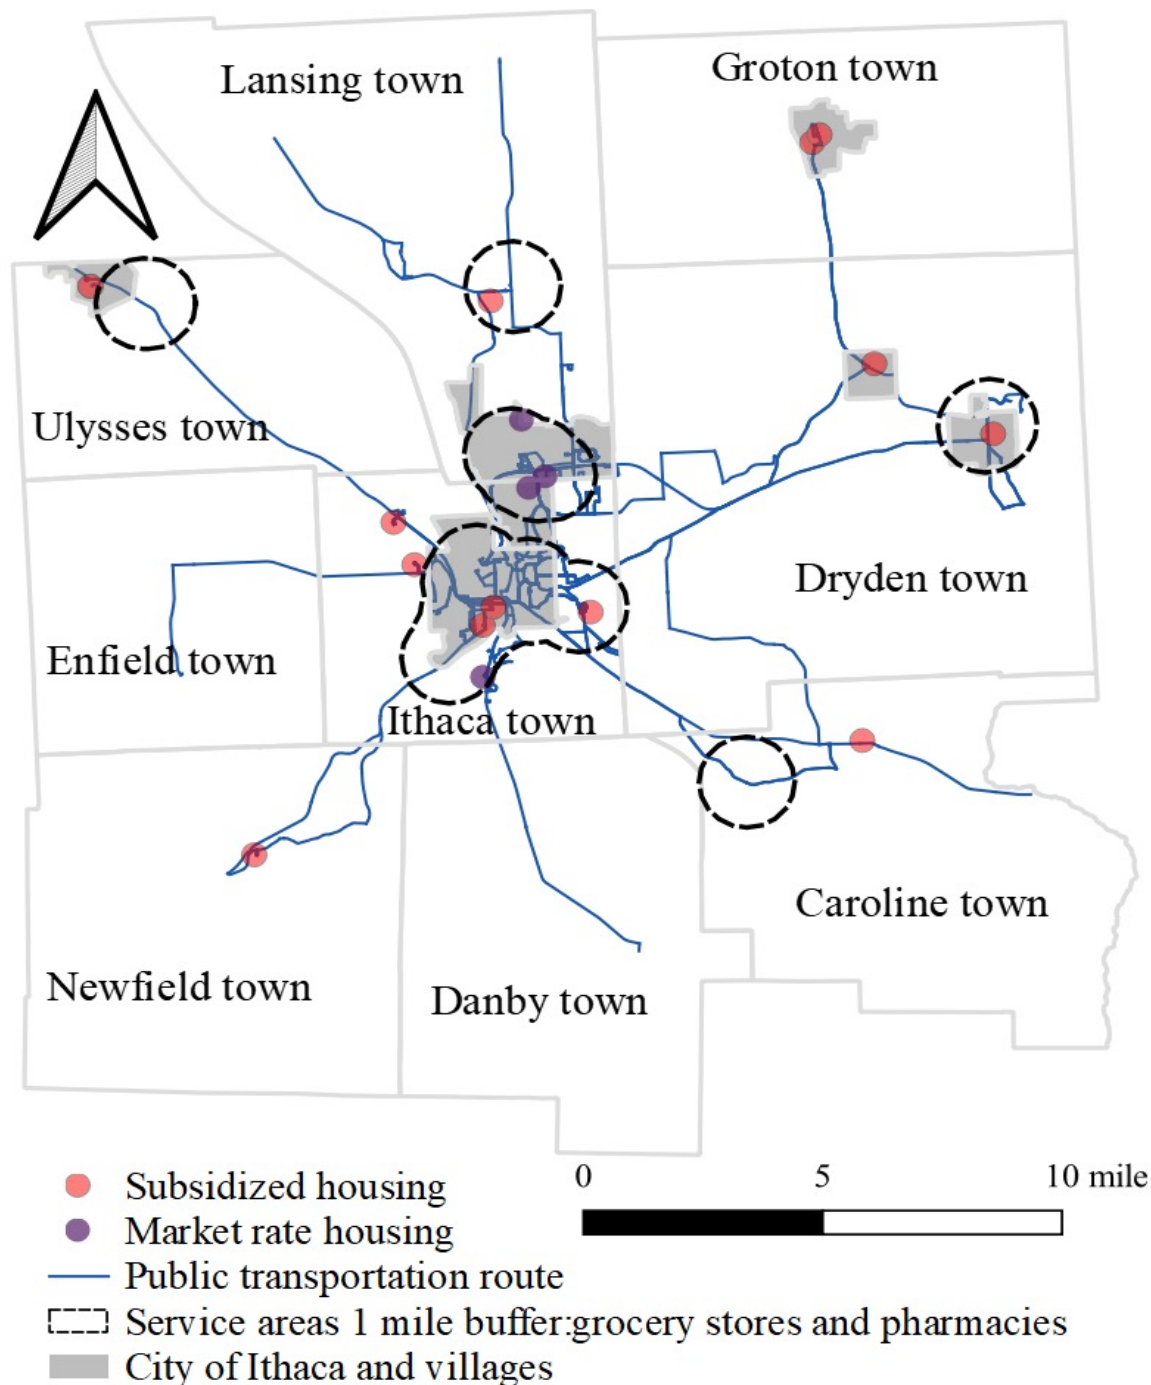 Lansing town
Groton town
Ulysses town
Dryden town
Enfield town
Ithaca town
Caroline town
Newfield town
Danby town
0 5 10 mile
Subsidized housing
Market rate housing
Public transportation route
Service areas 1 mile buffer:grocery stores and pharmacies
City of Ithaca and villages